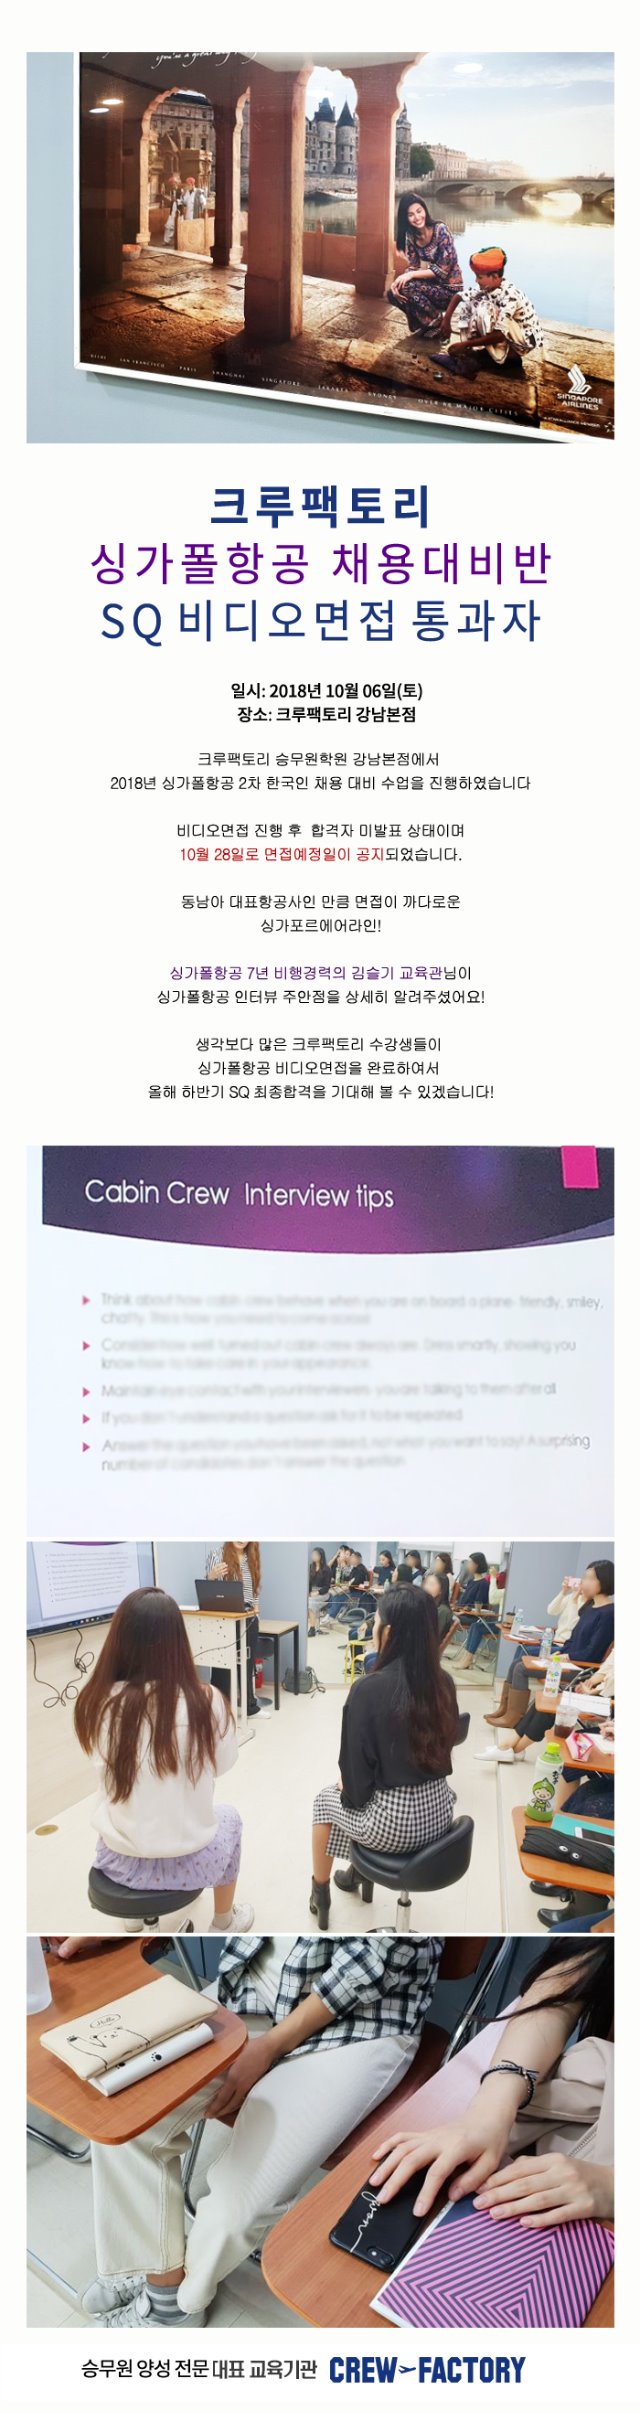 you're a great way to fly
DELHI SAN FRANCISCO PARIS SHANGHAI SINGAPORE JAKARTA SYDNEY OVER 60 MAJOR CITIES
SINGAPORE
AIRLINES
크루팩토리
싱가폴항공 채용대비반
SQ 비디오면접 통과자
일시: 2018년 10월 06일(토)
장소: 크루팩토리 강남본점
크루팩토리 승무원학원 강남본점에서
2018년 싱가폴항공 2차 한국인 채용 대비 수업을 진행하였습니다
비디오면접 진행 후 합격자 미발표 상태이며
10월 28일로 면접예정일이 공지되었습니다.
동남아 대표항공사인 만큼 면접이 까다로운
싱가포르에어라인!
싱가폴항공 7년 비행경력의 김슬기 교육관님이
싱가폴항공 인터뷰 주안점을 상세히 알려주셨어요!
생각보다 많은 크루팩토리 수강생들이
싱가폴항공 비디오면접을 완료하여서
올해 하반기 SQ 최종합격을 기대해 볼 수 있겠습니다!
Cabin Crew Interview tips
Think about how cabin crew behave when you are on board a plane- friendly, smiley,
chatty. This is how you need to come across!
Consider how well turned out cabin crew always are. Dress smartly, showing you
know how to take care in your appearance.
Maintain eye contact with your interviewers- you are talking to them after all
If you don't understand a question ask for it to be repeated
Answer the question you have been asked, not what you want to say! A surprising
number of candidates don't answer the question
Hello
승무원 양성 전문 대표 교육기관 CREW FACTORY